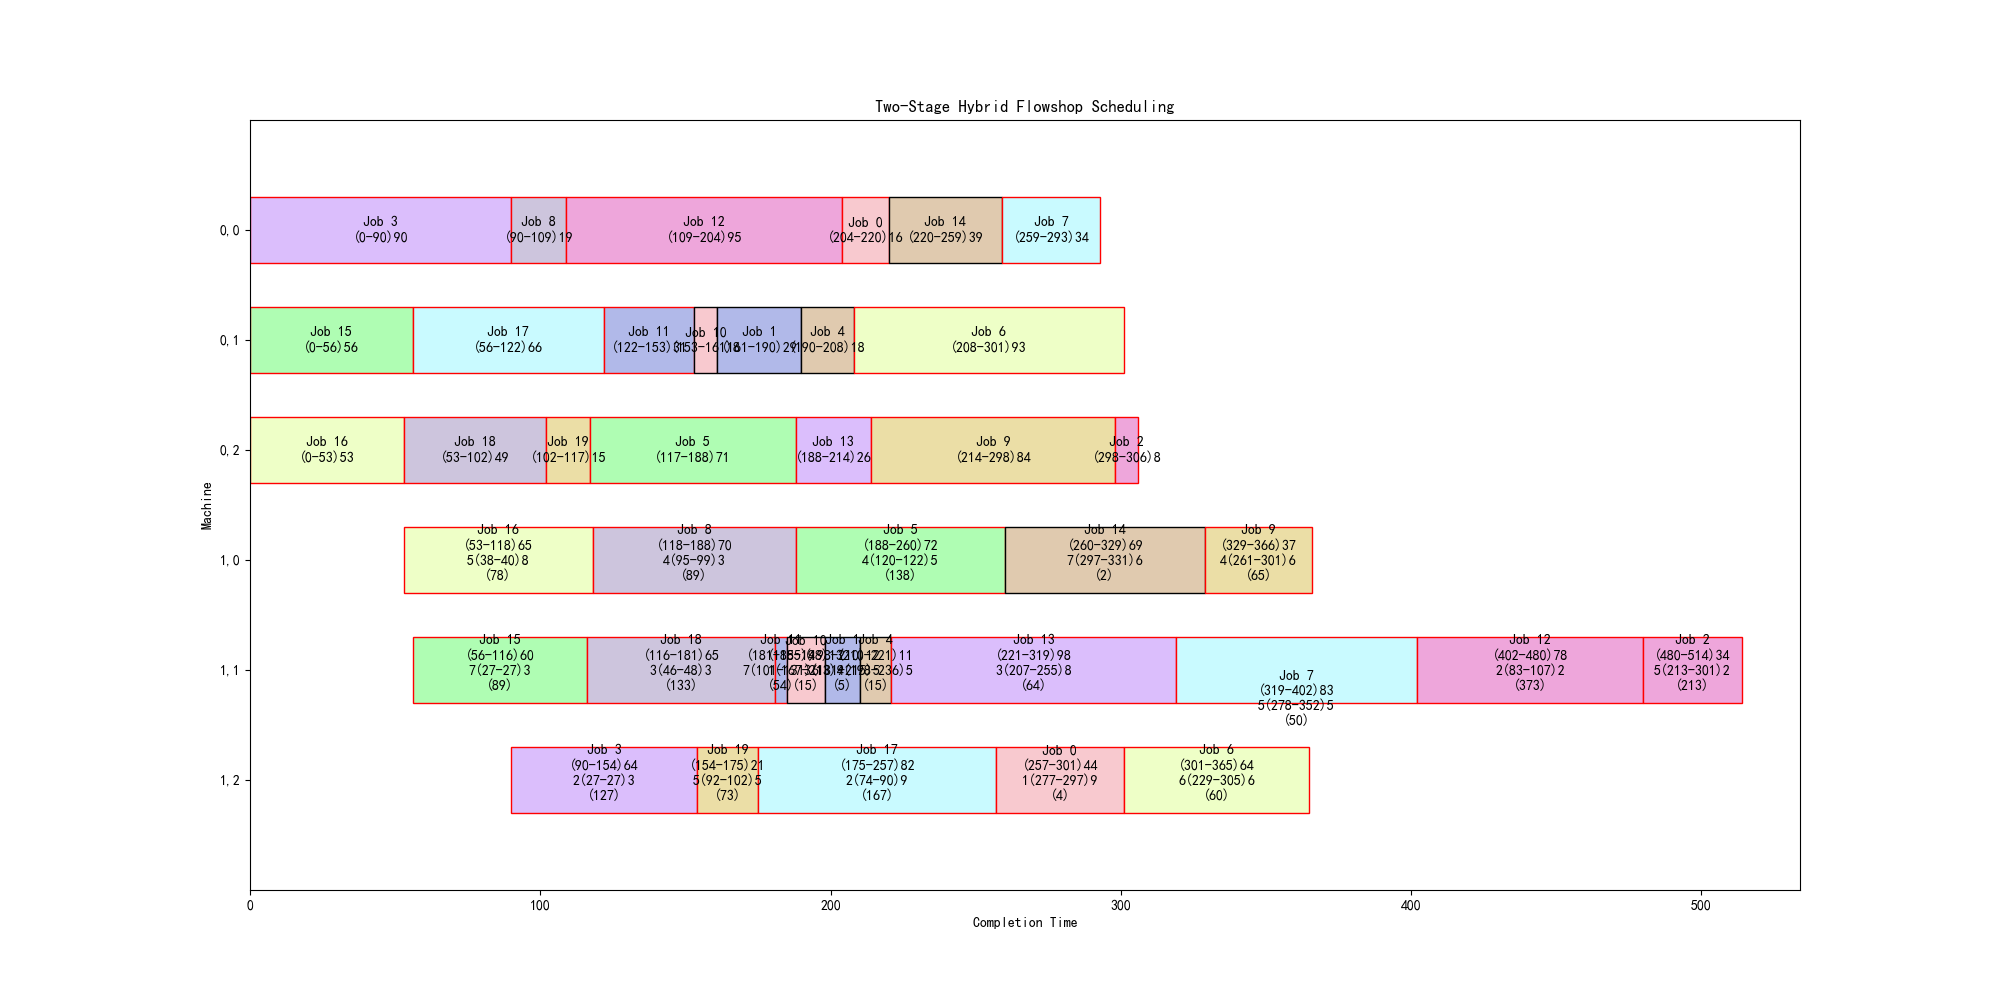 Two-Stage Hybrid Flowshop Scheduling
Machine
0,0
Job 3
(0-90)90
Job 8
(90-109)19
Job 12
(109-204)95
Job 0
(204-220)16
Job 14
(220-259)39
Job 7
(259-293)34
0,1
Job 15
(0-56)56
Job 17
(56-122)66
Job 11
(122-153)31
Job 10
(153-161)8
Job 1
(161-190)29
Job 4
(190-208)18
Job 6
(208-301)93
0,2
Job 16
(0-53)53
Job 18
(53-102)49
Job 19
(102-117)15
Job 5
(117-188)71
Job 13
(188-214)26
Job 9
(214-298)84
Job 2
(298-306)8
1,0
Job 16
(53-118)65
5(38-40)8
(78)
Job 8
(118-188)70
4(95-99)3
(89)
Job 5
(188-260)72
4(120-122)5
(138)
Job 14
(260-329)69
7(297-331)6
(2)
Job 9
(329-366)37
4(261-301)6
(65)
1,1
Job 15
(56-116)60
7(27-27)3
(89)
Job 18
(116-181)65
3(46-48)3
(133)
Job 11
(54)
Job 10
(15)
Job 1
(5)
Job 4
(15)
Job 13
(221-319)98
3(207-255)8
(64)
Job 7
(319-402)83
5(278-352)5
(50)
Job 12
(402-480)78
2(83-107)2
(373)
Job 2
(480-514)34
5(213-301)2
(213)
1,2
Job 3
(90-154)64
2(27-27)3
(127)
Job 19
(154-175)21
5(92-102)5
(73)
Job 17
(175-257)82
2(74-90)9
(167)
Job 0
(257-301)44
1(277-297)9
(4)
Job 6
(301-365)64
6(229-305)6
(60)
0 100 200 300 400 500
Completion Time